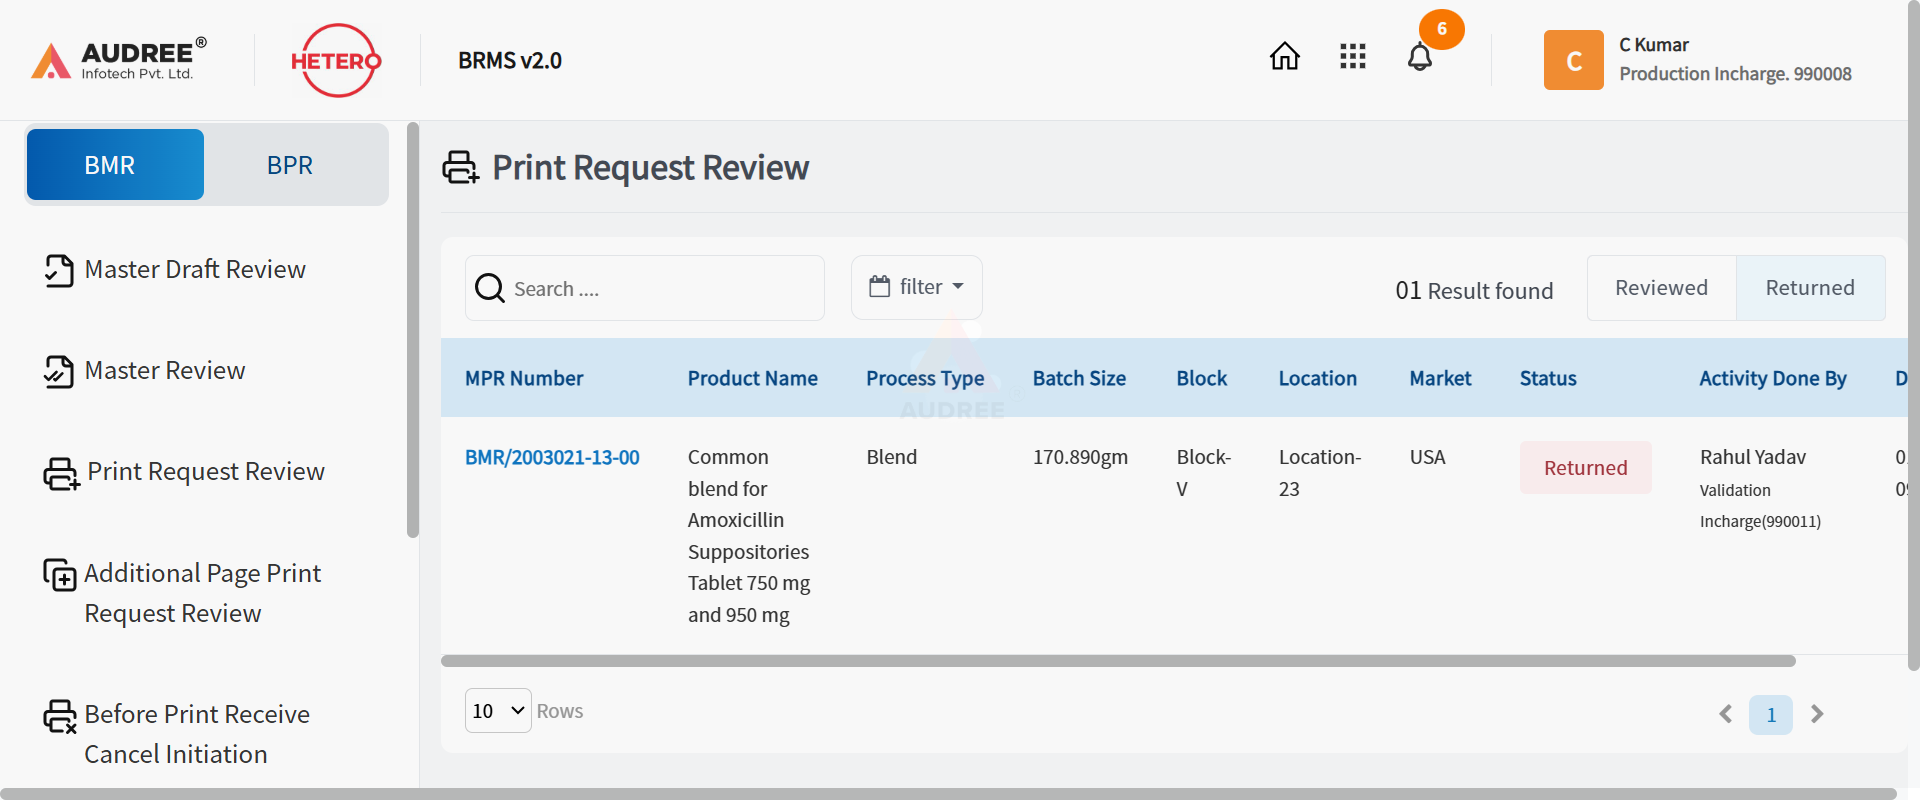 AUDREE®
Infotech Pvt. Ltd.
HETERO
BRMS v2.0
6
C
C Kumar
Production Incharge. 990008
BMR
BPR
Master Draft Review
Master Review
Print Request Review
Additional Page Print
Request Review
Before Print Receive
Cancel Initiation
Print Request Review
Search ....
filter
01 Result found
Reviewed
Returned
MPR Number
Product Name
Process Type
Batch Size
Block
Location
Market
Status
Activity Done By
D
AUDREE
BMR/2003021-13-00
Common
blend for
Amoxicillin
Suppositories
Tablet 750 mg
and 950 mg
Blend
170.890gm
Block-
V
Location-
23
USA
Returned
Rahul Yadav
Validation
Incharge(990011)
10
Rows
1